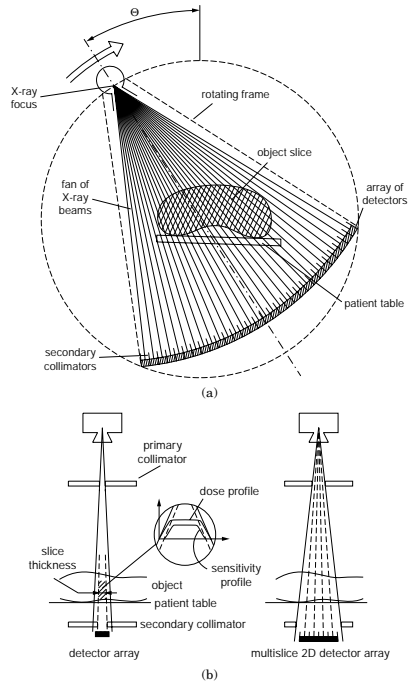 Θ
X-ray
focus
rotating frame
object slice
fan of
X-ray
beams
array of
detectors
patient table
secondary
collimators
(a)
primary
collimator
dose profile
slice
thickness
sensitivity
profile
object
patient table
secondary collimator
detector array
multislice 2D detector array
(b)